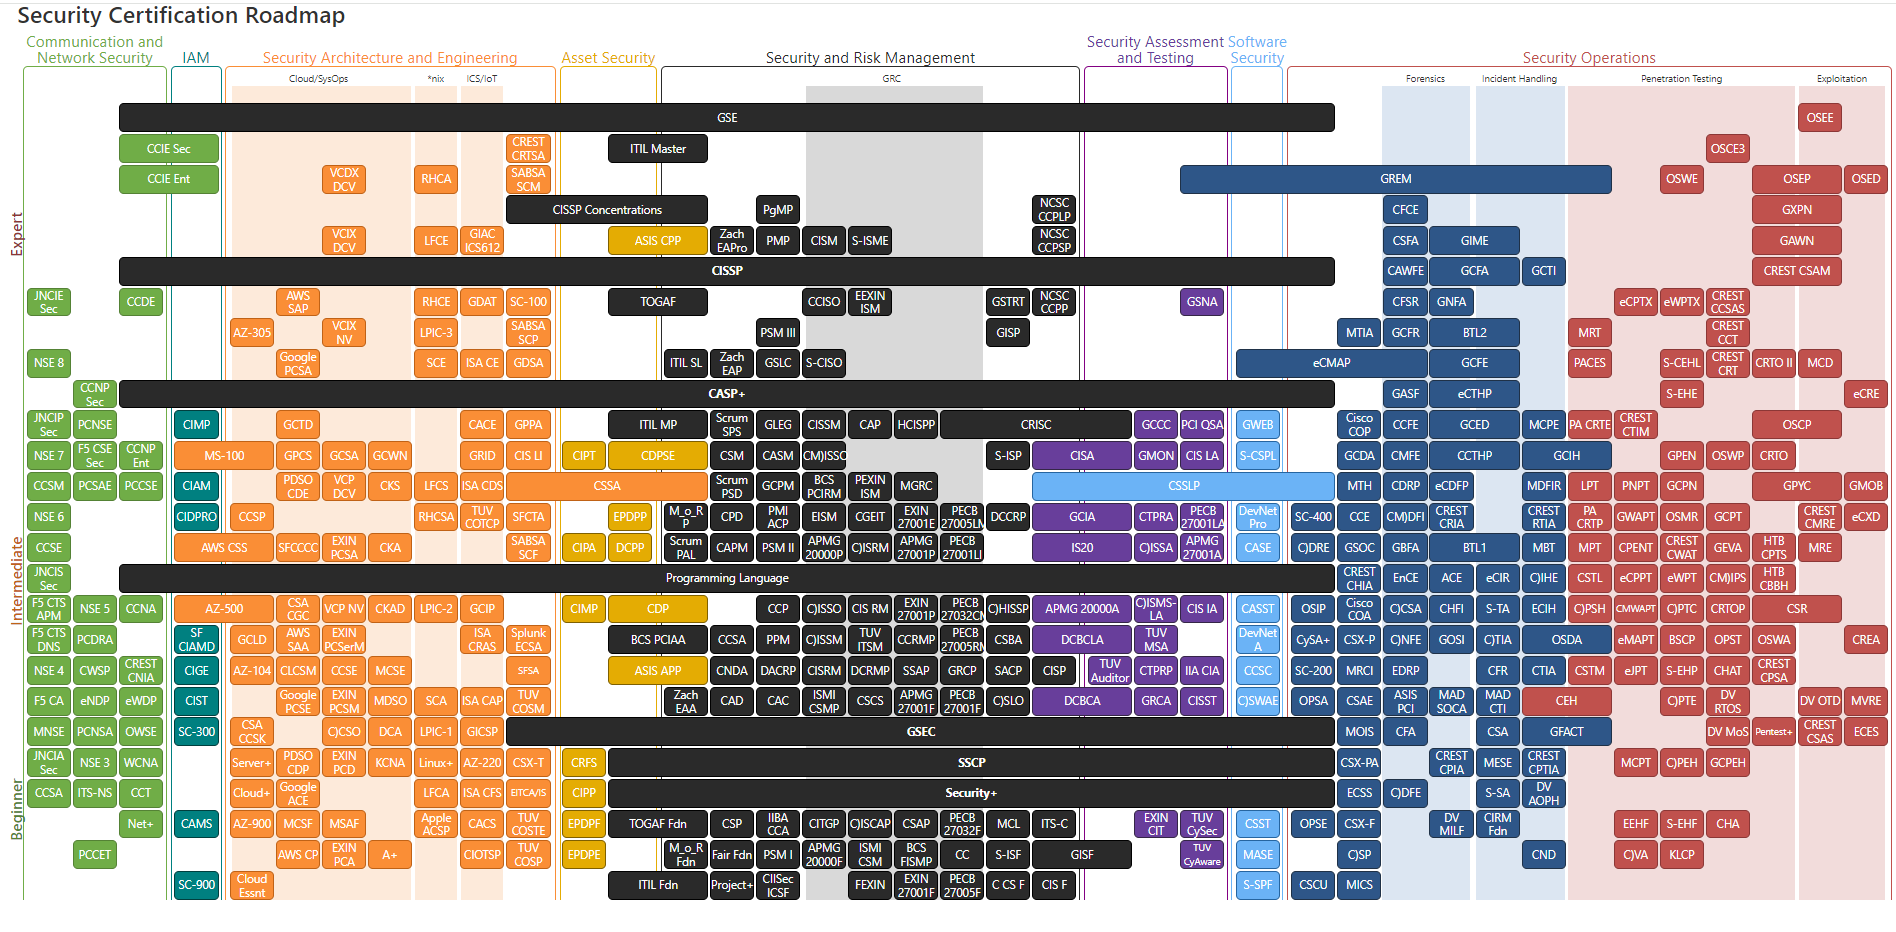 Security Certification Roadmap
Communication and
Network Security
IAM
Security Architecture and Engineering
Asset Security
Security and Risk Management
Security Assessment
and Testing
Software
Security
Security Operations
Cloud/SysOps
*nix
ICS/IoT
GRC
Forensics
Incident Handling
Penetration Testing
Exploitation
Expert
Intermediate
Beginner
GSE OSEE
CCIE Sec CREST CRTSA ITIL Master OSCE3
CCIE Ent VCDX DCV RHCA SABSA SCM GREM OSWE OSEP OSED
CISSP Concentrations PgMP NCSC CCPLP CFCE GXPN
VCIX DCV LFCE GIAC ICS612 ASIS CPP Zach EAPro PMP CISM S-ISME NCSC CCPSP CSFA GIME GAWN
CISSP CAWFE GCFA GCTI CREST CSAM
JNCIE Sec CCDE AWS SAP RHCE GDAT SC-100 TOGAF CCISO EEXIN ISM GSTRT NCSC CCPP GSNA CFSR GNFA eCPTX eWPTX CREST CCSAS
AZ-305 VCIX NV LPIC-3 SABSA SCP PSM III GISP MTIA GCFR BTL2 MRT CREST CCT
NSE 8 Google PCSA SCE ISA CE GDSA ITIL SL Zach EAP GSLC S-CISO eCMAP GCFE PACES S-CEHL CREST CRT CRTO II MCD
CCNP Sec CASP+ GASF eCTHP S-EHE eCRE
JNCIP Sec PCNSE CIMP GCTD CACE GPPA ITIL MP Scrum SPS GLEG CISSM CAP HCISPP CRISC GCCC PCI QSA GWEB Cisco COP CCFE GCED MCPE PA CRTE CREST CTIM OSCP
NSE 7 F5 CSE Sec CCNP Ent MS-100 GPCS GCSA GCWN GRID CIS LI CIPT CDPSE CSM CASM CM)ISSO S-ISP CISA GMON CIS LA S-CSPL GCDA CMFE CCTHP GCIH GPEN OSWP CRTO
CCSM PCSAE PCCSE CIAM PDSO CDE VCP DCV CKS LFCS ISA CDS CSSA Scrum PSD GCPM BCS PCIRM PEXIN ISM MGRC CSSLP MTH CDRP eCDFP MDFIR LPT PNPT GCPN GPYC GMOB
NSE 6 CIDPRO CCSP RHCSA TUV COTCP SFCTA EPDPP M_o_R P CPD PMI ACP EISM CGEIT EXIN 27001E PECB 27005LM DCCRP GCIA CTPRA PECB 27001LA DevNet Pro SC-400 CCE CM)DFI CREST CRIA CREST RTIA PA CRTP GWAPT OSMR GCPT CREST CMRE eCXD
CCSE AWS CSS SFCCCC EXIN PCSA CKA SABSA SCF CIPA DCPP Scrum PAL CAPM PSM II APMG 20000P C)ISRM APMG 27001P PECB 27001LI IS20 C)ISSA APMG 27001A CASE C)DRE GSOC GBFA BTL1 MBT MPT CPENT CREST CWAT GEVA HTB CPTS MRE
JNCIS Sec Programming Language CREST CHIA EnCE ACE eCIR C)IHE CSTL eCPPT eWPT CM)IPS HTB CBBH
F5 CTS APM NSE 5 CCNA AZ-500 CSA CGC VCP NV CKAD LPIC-2 GCIP CIMP CDP CCP C)ISSO CIS RM EXIN 27001P PECB 27032CM C)HISSP APMG 20000A C)ISMS-LA CIS IA CASST OSIP Cisco COA C)CSA CHFI S-TA ECIH C)PSH CMWAPT C)PTC CRTOP CSR
F5 CTS DNS PCDRA SF CIAMD GCLD AWS SAA EXIN PCSerM ISA CRAS Splunk ECSA BCS PCIAA CCSA PPM C)ISSM TUV ITSM CCRMP PECB 27005RM CSBA DCBCLA TUV MSA DevNet A CySA+ CSX-P C)NFE GOSI C)TIA OSDA eMAPT BSCP OPST OSWA CREA
NSE 4 CWSP CREST CNIA CIGE AZ-104 CLCSM CCSE MCSE SFSA ASIS APP CNDA DACRP CISRM DCRMP SSAP GRCP SACP CISP TUV Auditor CTPRP IIA CIA CCSC SC-200 MRCI EDRP CFR CTIA CSTM eJPT S-EHP CHAT CREST CPSA
F5 CA eNDP eWDP CIST Google PCSE EXIN PCSM MDSO SCA ISA CAP TUV COSM Zach EAA CAD CAC ISMI CSMP CSCS APMG 27001F PECB 27001F C)SLO DCBCA GRCA CISST C)SWAE OPSA CSAE ASIS PCI MAD SOCA MAD CTI CEH C)PTE DV RTOS DV OTD MVRE
MNSE PCNSA OWSE SC-300 CSA CCSK C)CSO DCA LPIC-1 GICSP GSEC MOIS CFA CSA GFACT DV MoS Pentest+ CREST CSAS ECES
JNCIA Sec NSE 3 WCNA Server+ PDSO CDP EXIN PCD KCNA Linux+ AZ-220 CSX-T CRFS SSCP CSX-PA CREST CPIA MESE CREST CPTIA MCPT C)PEH GCPEH
CCSA ITS-NS CCT Cloud+ Google ACE LFCA ISA CFS EITCA/IS CIPP Security+ ECSS C)DFE S-SA DV AOPH
Net+ CAMS AZ-900 MCSF MSAF Apple ACSP CACS TUV COSTE EPDPF TOGAF Fdn CSP IIBA CCA CITGP C)ISCAP CSAP PECB 27032F MCL ITS-C EXIN CIT TUV CySec CSST OPSE CSX-F DV MILF CIRM Fdn EEHF S-EHF CHA
PCCET AWS CP EXIN PCA A+ CIOTSP TUV COSP EPDPE M_o_R Fdn Fair Fdn PSM I APMG 20000F ISMI CSM BCS FISMP CC S-ISF GISF TUV CyAware MASE C)SP CND C)VA KLCP
SC-900 Cloud Essnt ITIL Fdn Project+ CIISec ICSF FEXIN EXIN 27001F PECB 27005F C CS F CIS F S-SPF CSCU MICS